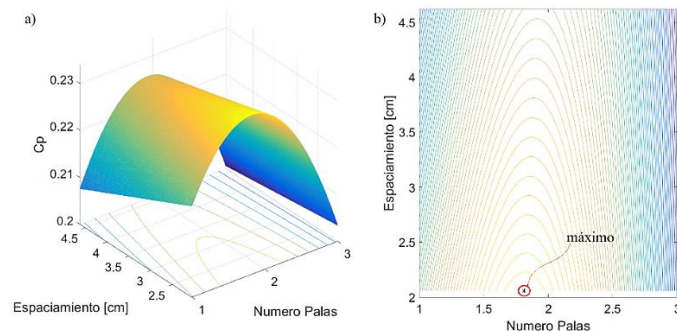 a)
0.23
0.22
0.21
0.2
Cp
4.5
4
3.5
3
2.5
Espaciamiento [cm]
1
2
3
Numero Palas
b)
4.5
4
3.5
3
2.5
2
Espaciamiento [cm]
máximo
1
1.5
2
2.5
3
Numero Palas